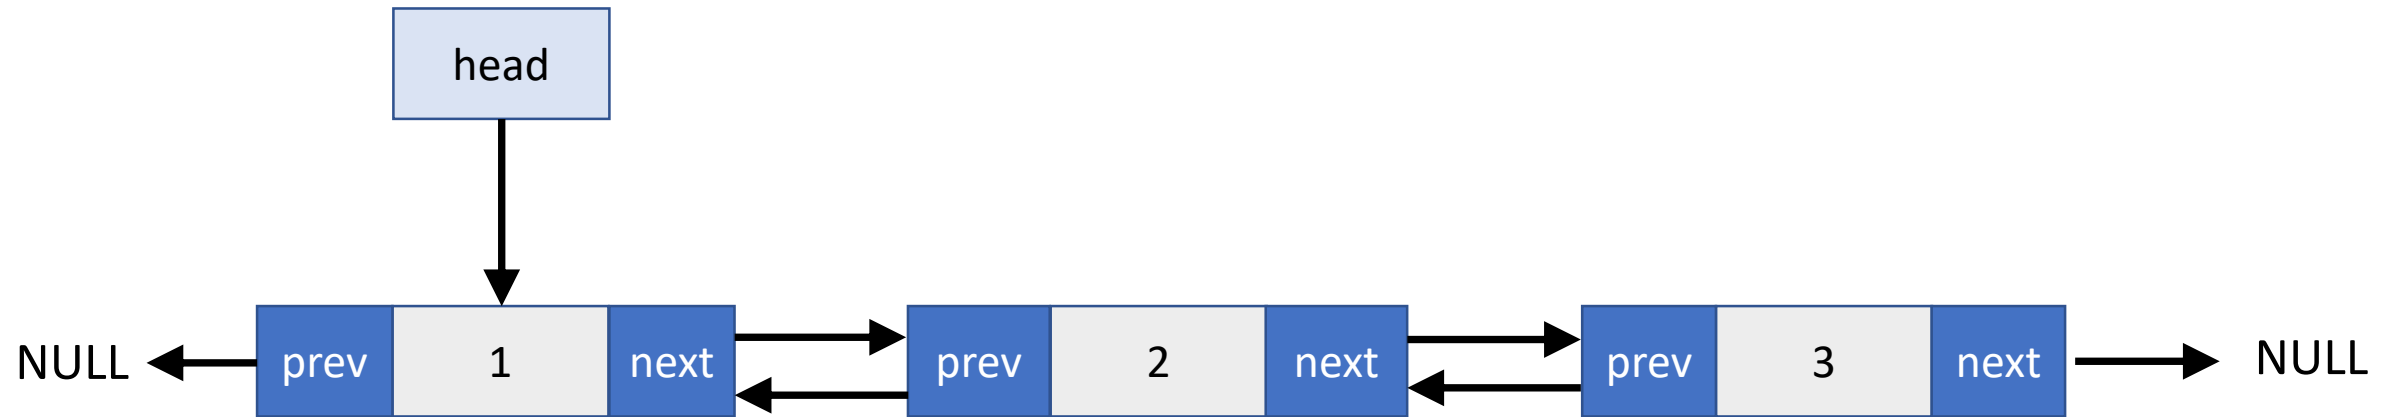 head
NULL prev 1 next prev 2 next prev 3 next NULL